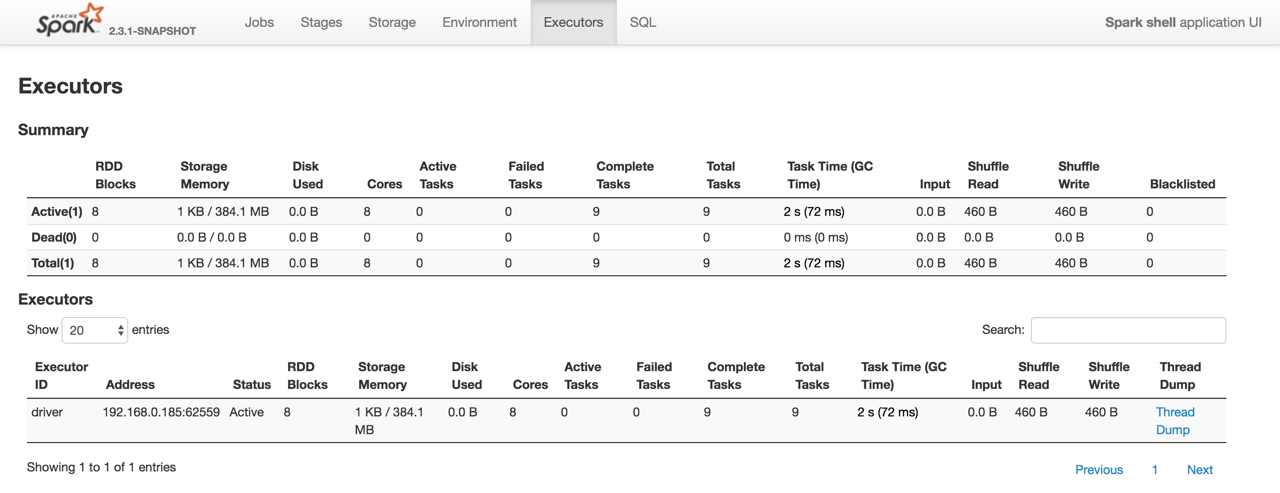 APACHE
Spark 2.3.1-SNAPSHOT Jobs Stages Storage Environment Executors SQL Spark shell application UI
Executors
Summary
RDD Blocks Storage Memory Disk Used Cores Active Tasks Failed Tasks Complete Tasks Total Tasks Task Time (GC Time) Input Shuffle Read Shuffle Write Blacklisted
Active(1) 8 1 KB / 384.1 MB 0.0 B 8 0 0 9 9 2 s (72 ms) 0.0 B 460 B 460 B 0
Dead(0) 0 0.0 B / 0.0 B 0.0 B 0 0 0 0 0 0 ms (0 ms) 0.0 B 0.0 B 0.0 B 0
Total(1) 8 1 KB / 384.1 MB 0.0 B 8 0 0 9 9 2 s (72 ms) 0.0 B 460 B 460 B 0
Executors
Show 20 entries Search:
Executor ID Address Status RDD Blocks Storage Memory Disk Used Cores Active Tasks Failed Tasks Complete Tasks Total Tasks Task Time (GC Time) Input Shuffle Read Shuffle Write Thread Dump
driver 192.168.0.185:62559 Active 8 1 KB / 384.1 MB 0.0 B 8 0 0 9 9 2 s (72 ms) 0.0 B 460 B 460 B Thread Dump
Showing 1 to 1 of 1 entries Previous 1 Next